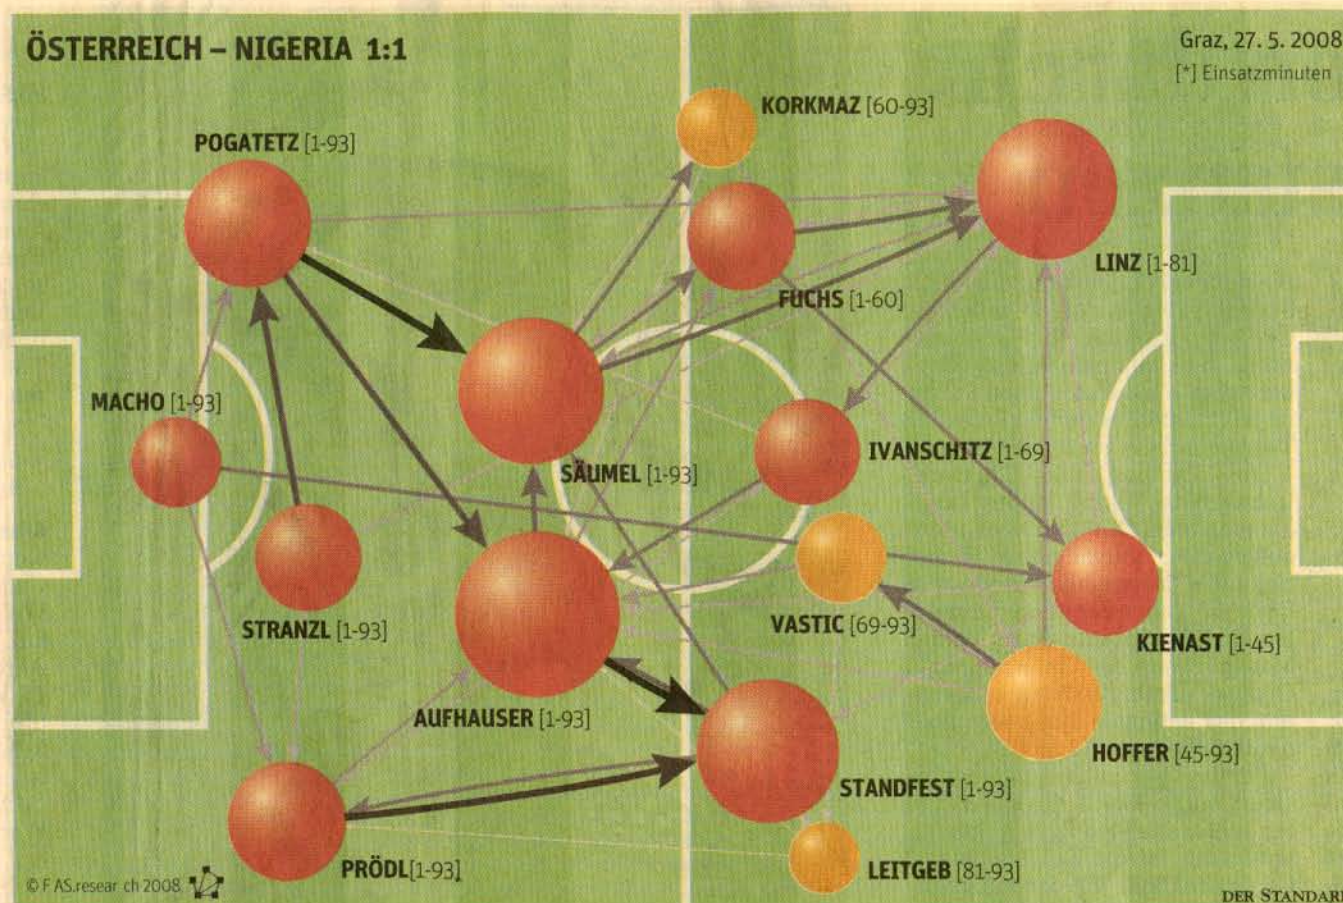 ÖSTERREICH – NIGERIA 1:1
Graz, 27. 5. 2008
[*] Einsatzminuten
KORKMAZ [60-93]
POGATETZ [1-93]
LINZ [1-81]
FUCHS [1-60]
MACHO [1-93]
IVANSCHITZ [1-69]
SÄUMEL [1-93]
STRANZL [1-93]
VASTIC [69-93]
KIENAST [1-45]
AUFHAUSER [1-93]
HOFFER [45-93]
STANDFEST [1-93]
PRÖDL[1-93]
LEITGEB [81-93]
© F AS.resear ch 2008
DER STANDARD